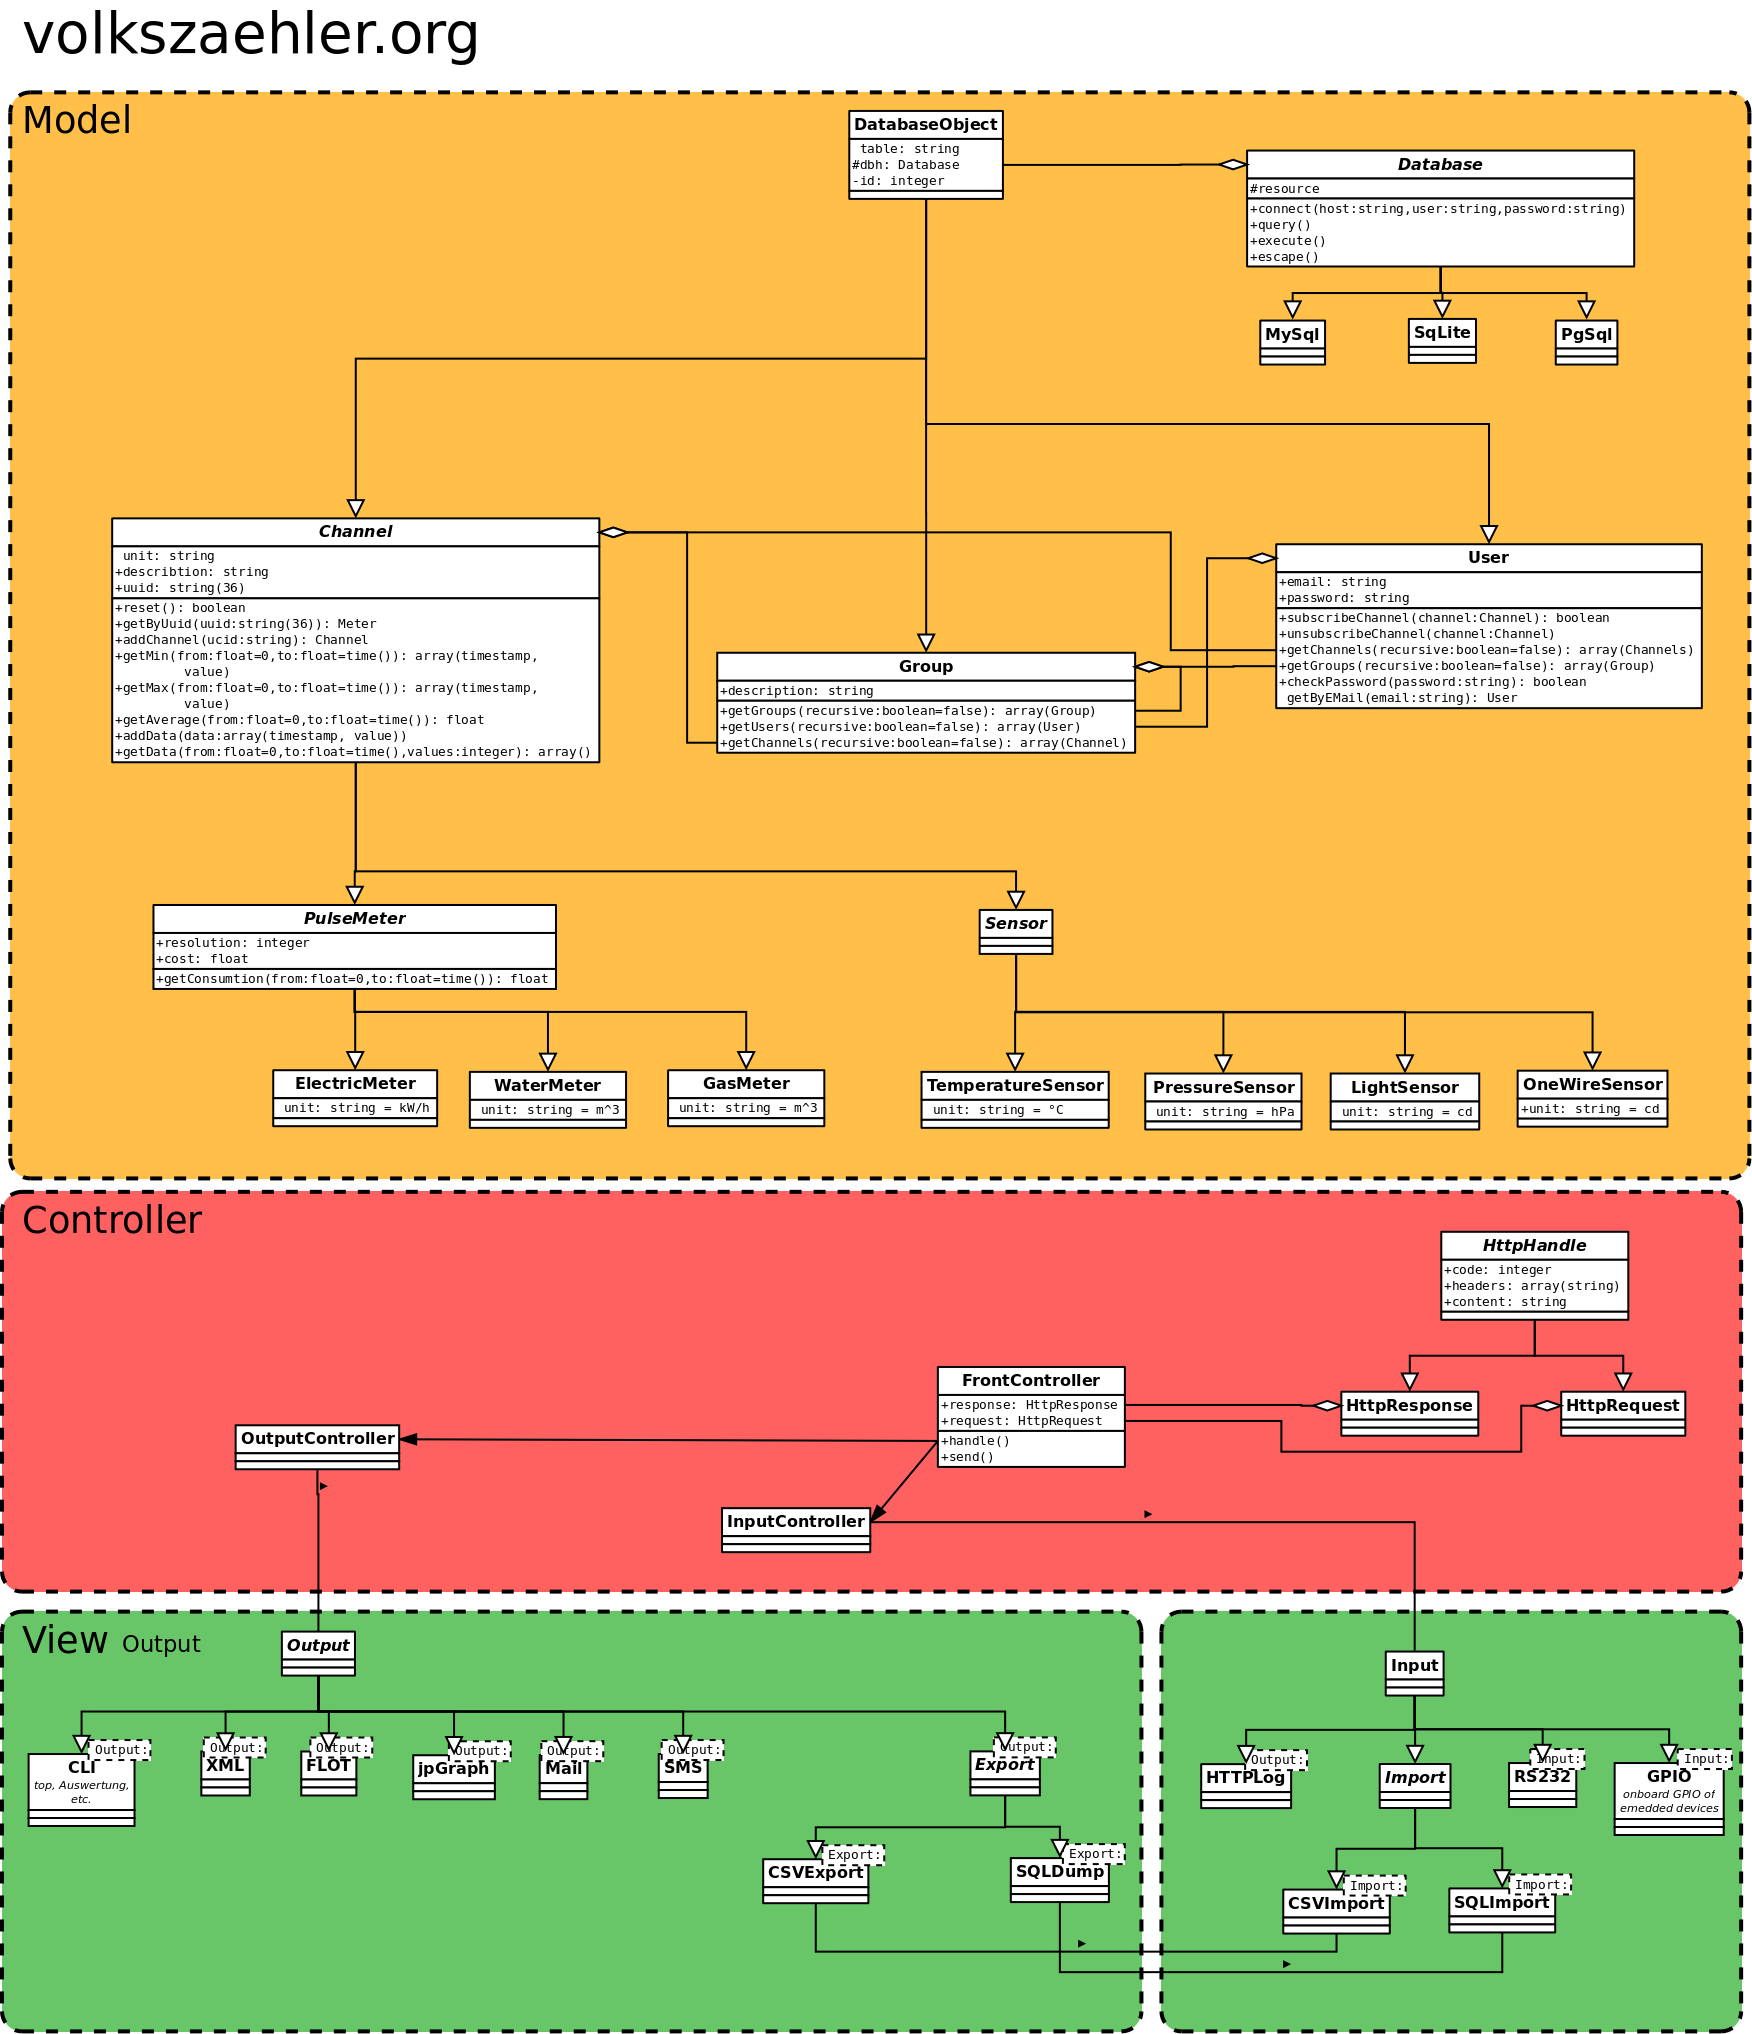 volkszaehler.org
Model
DatabaseObject
table: string
#dbh: Database
-id: integer
Database
#resource
+connect(host:string,user:string,password:string)
+query()
+execute()
+escape()
MySql
SqLite
PgSql
Channel
unit: string
+describtion: string
+uuid: string(36)
+reset(): boolean
+getByUuid(uuid:string(36)): Meter
+addChannel(ucid:string): Channel
+getMin(from:float=0,to:float=time()): array(timestamp,
value)
+getMax(from:float=0,to:float=time()): array(timestamp,
value)
+getAverage(from:float=0,to:float=time()): float
+addData(data:array(timestamp, value))
+getData(from:float=0,to:float=time(),values:integer): array()
Group
+description: string
+getGroups(recursive:boolean=false): array(Group)
+getUsers(recursive:boolean=false): array(User)
+getChannels(recursive:boolean=false): array(Channel)
User
+email: string
+password: string
+subscribeChannel(channel:Channel): boolean
+unsubscribeChannel(channel:Channel)
+getChannels(recursive:boolean=false): array(Channels)
+getGroups(recursive:boolean=false): array(Group)
+checkPassword(password:string): boolean
getByEMail(email:string): User
PulseMeter
+resolution: integer
+cost: float
+getConsumtion(from:float=0,to:float=time()): float
Sensor
ElectricMeter
unit: string = kW/h
WaterMeter
unit: string = m^3
GasMeter
unit: string = m^3
TemperatureSensor
unit: string = °C
PressureSensor
unit: string = hPa
LightSensor
unit: string = cd
OneWireSensor
+unit: string = cd
Controller
HttpHandle
+code: integer
+headers: array(string)
+content: string
FrontController
+response: HttpResponse
+request: HttpRequest
+handle()
+send()
HttpResponse
HttpRequest
OutputController
InputController
View Output
Output
Output:
CLI
top, Auswertung,
etc.
Output:
XML
Output:
FLOT
Output:
jpGraph
Output:
Mail
Output:
SMS
Output:
Export
Export:
CSVExport
Export:
SQLDump
Input
Output:
HTTPLog
Import
Input:
RS232
Input:
GPIO
onboard GPIO of
emedded devices
Import:
CSVImport
Import:
SQLImport